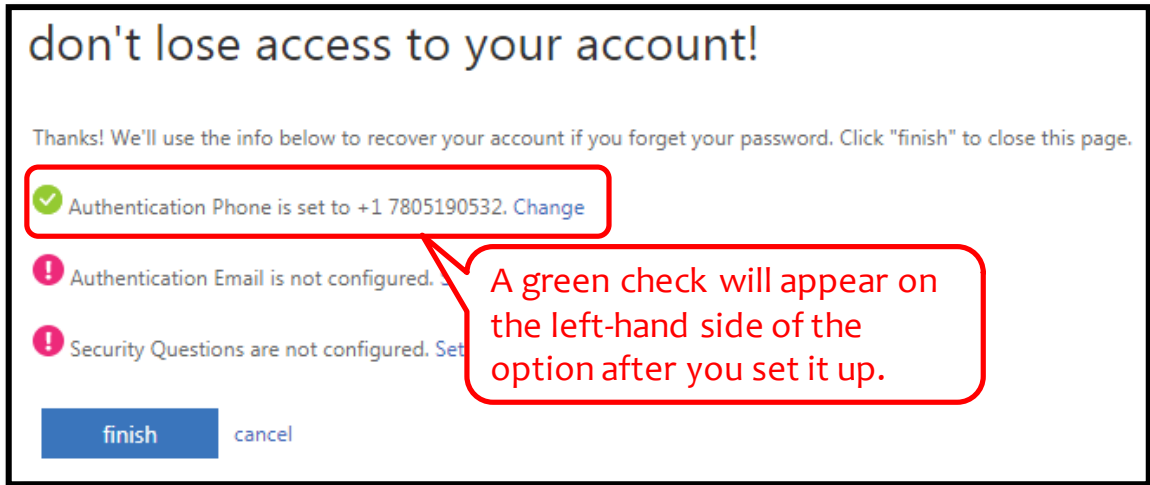 don't lose access to your account!
Thanks! We'll use the info below to recover your account if you forget your password. Click "finish" to close this page.
Authentication Phone is set to +1 7805190532. Change
Authentication Email is not configured.
Security Questions are not configured. Set
A green check will appear on
the left-hand side of the
option after you set it up.
finish cancel